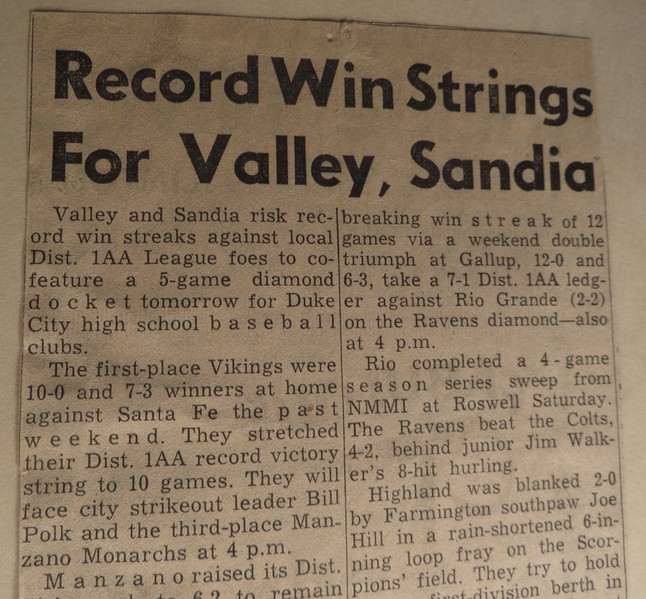 Record Win Strings
For Valley, Sandia
Valley and Sandia risk rec-
ord win streaks against local
Dist. 1AA League foes to co-
feature a 5-game diamond
docket tomorrow for Duke
City high school baseball
clubs.
The first-place Vikings were
10-0 and 7-3 winners at home
against Santa Fe the past
weekend. They stretched
their Dist. 1AA record victory
string to 10 games. They will
face city strikeout leader Bill
Polk and the third-place Man-
zano Monarchs at 4 p.m.
Manzano raised its Dist.
6-2 to remain
breaking win streak of 12
games via a weekend double
triumph at Gallup, 12-0 and
6-3, take a 7-1 Dist. 1AA ledg-
er against Rio Grande (2-2)
on the Ravens diamond—also
at 4 p.m.
Rio completed a 4-game
season series sweep from
NMMI at Roswell Saturday.
The Ravens beat the Colts,
4-2, behind junior Jim Walk-
er's 8-hit hurling.
Highland was blanked 2-0
by Farmington southpaw Joe
Hill in a rain-shortened 6-in-
ning loop fray on the Scor-
pions' field. They try to hold
first-division berth in